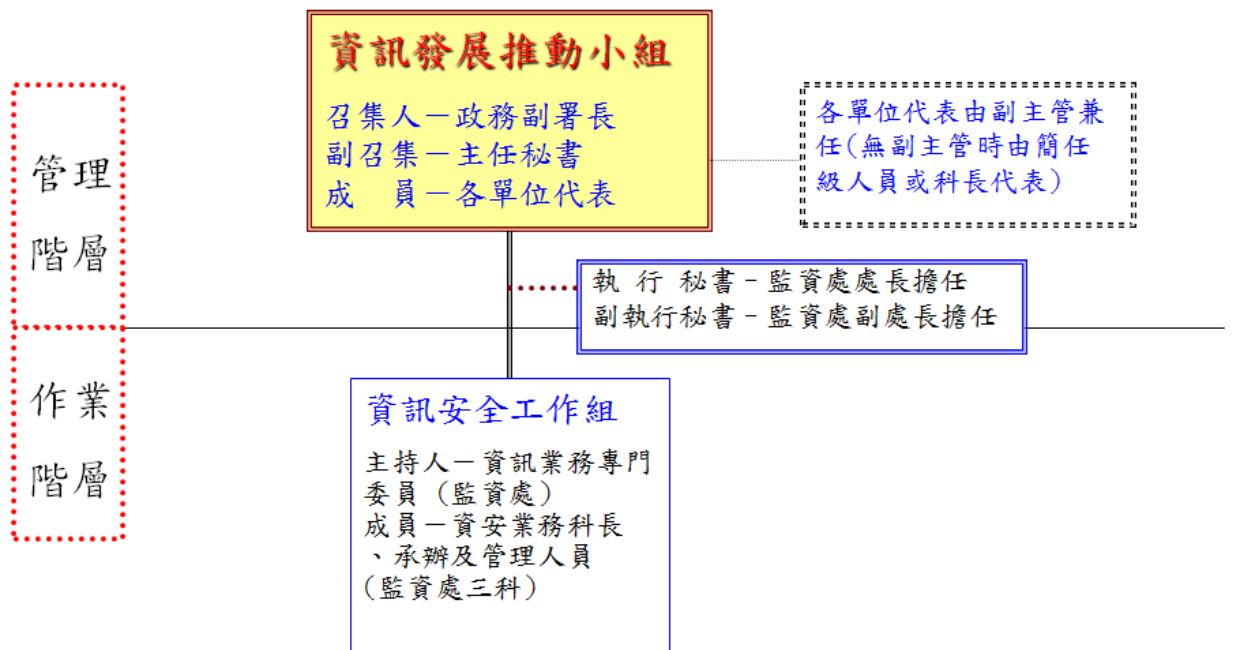 資訊發展推動小組
召集人－政務副署長
副召集－主任秘書
成　員－各單位代表
各單位代表由副主管兼
任(無副主管時由簡任
級人員或科長代表)
管理
階層
執 行 秘書－監資處處長擔任
副執行秘書－監資處副處長擔任
作業
階層
資訊安全工作組
主持人－資訊業務專門
委員 (監資處)
成員－資安業務科長
、承辦及管理人員
(監資處三科)